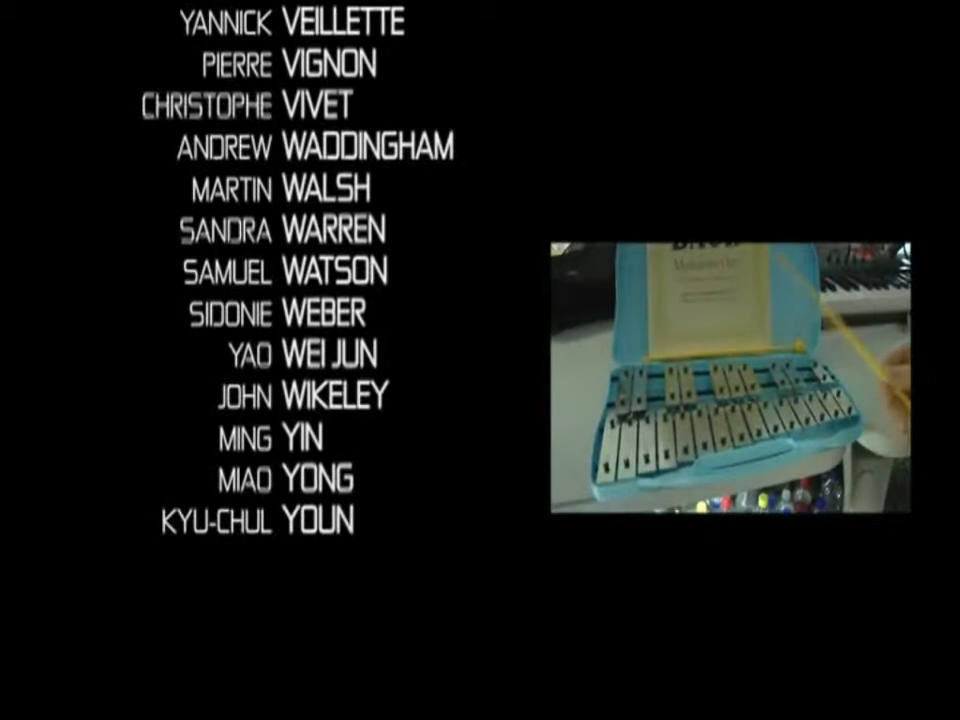 YANNICK VEILLETTE
PIERRE VIGNON
CHRISTOPHE VIVET
ANDREW WADDINGHAM
MARTIN WALSH
SANDRA WARREN
SAMUEL WATSON
SIDONIE WEBER
YAO WEI JUN
JOHN WIKELEY
MING YIN
MIAO YONG
KYU-CHUL YOUN